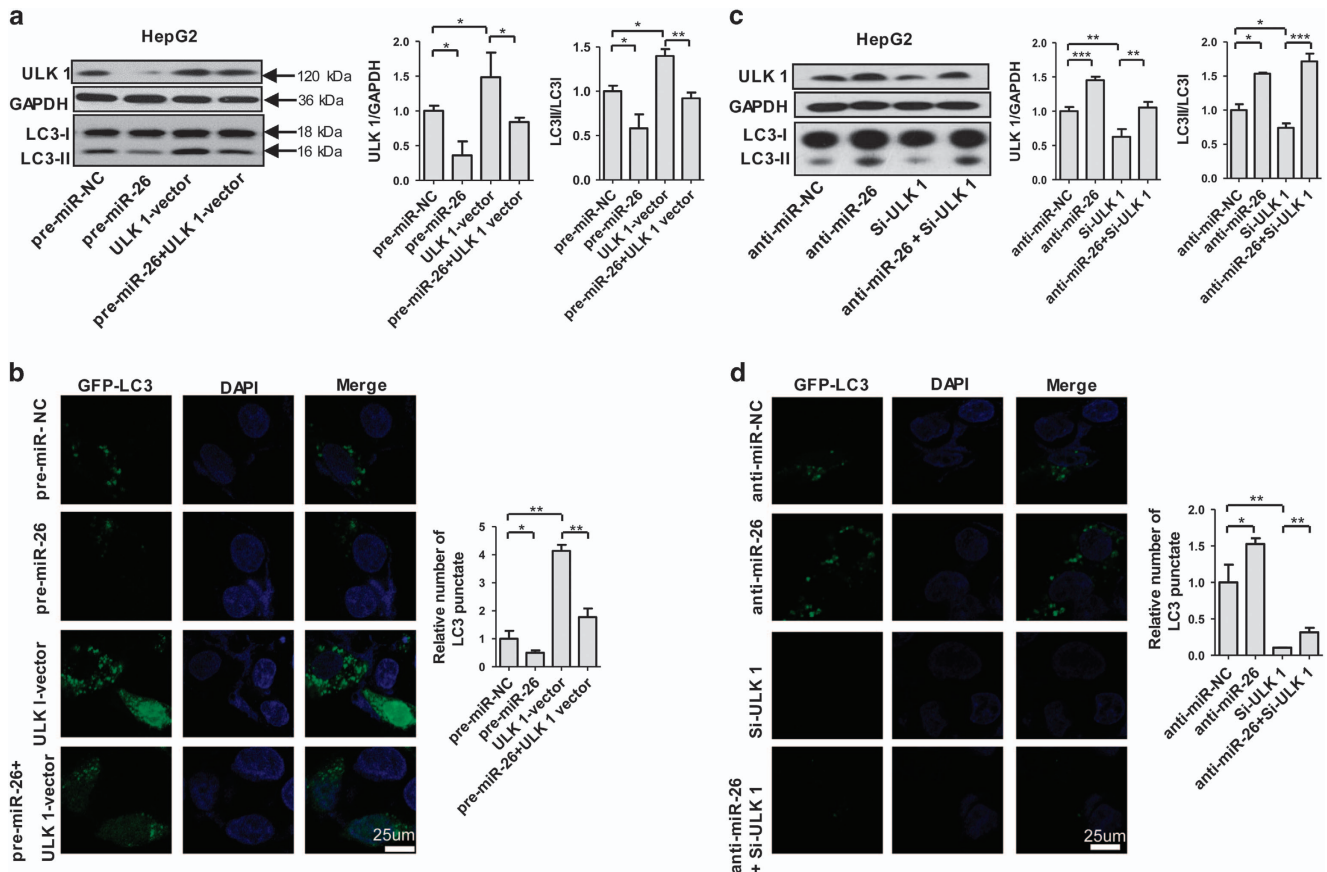 a
HepG2
ULK 1
GAPDH
LC3-I
LC3-II
120 kDa
36 kDa
18 kDa
16 kDa
pre-miR-NC
pre-miR-26
ULK 1-vector
pre-miR-26+ULK 1-vector
ULK 1/GAPDH
2.0
1.5
1.0
0.5
0.0
*
*
*
pre-miR-NC
pre-miR-26
ULK 1-vector
pre-miR-26+ULK 1 vector
LC3II/LC3I
1.5
1.0
0.5
0.0
*
*
**
pre-miR-NC
pre-miR-26
ULK 1-vector
pre-miR-26+ULK 1 vector
c
HepG2
ULK 1
GAPDH
LC3-I
LC3-II
anti-miR-NC
anti-miR-26
Si-ULK 1
anti-miR-26 + Si-ULK 1
ULK 1/GAPDH
2.0
1.5
1.0
0.5
0.0
**
***
**
anti-miR-NC
anti-miR-26
Si-ULK 1
anti-miR-26+Si-ULK 1
LC3II/LC3I
2.0
1.5
1.0
0.5
0.0
*
*
***
anti-miR-NC
anti-miR-26
Si-ULK 1
anti-miR-26+Si-ULK 1
b
GFP-LC3 DAPI Merge
pre-miR- NC
pre-miR-26
ULK I-vector
pre-miR-26+
ULK 1-vector
25um
Relative number of
LC3 punctate
5
4
3
2
1
0
**
*
**
pre-miR-NC
pre-miR-26
ULK 1-vector
pre-miR-26+ULK 1 vector
d
GFP-LC3 DAPI Merge
anti-miR-NC
anti-miR-26
Si-ULK 1
anti-miR-26
+ Si-ULK 1
25um
Relative number of
LC3 punctate
2.0
1.5
1.0
0.5
0.0
**
*
**
anti-miR-NC
anti-miR-26
Si-ULK 1
anti-miR-26+Si-ULK 1